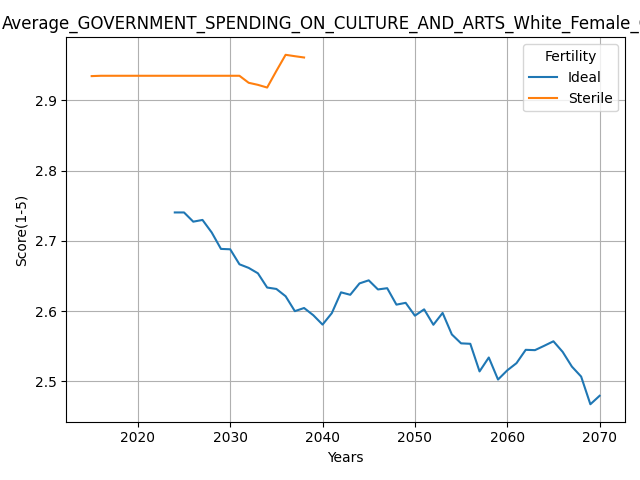 Average_GOVERNMENT_SPENDING_ON_CULTURE_AND_ARTS_White_Female_
Fertility
Ideal
Sterile
Score(1-5)
2.9
2.8
2.7
2.6
2.5
2020 2030 2040 2050 2060 2070
Years